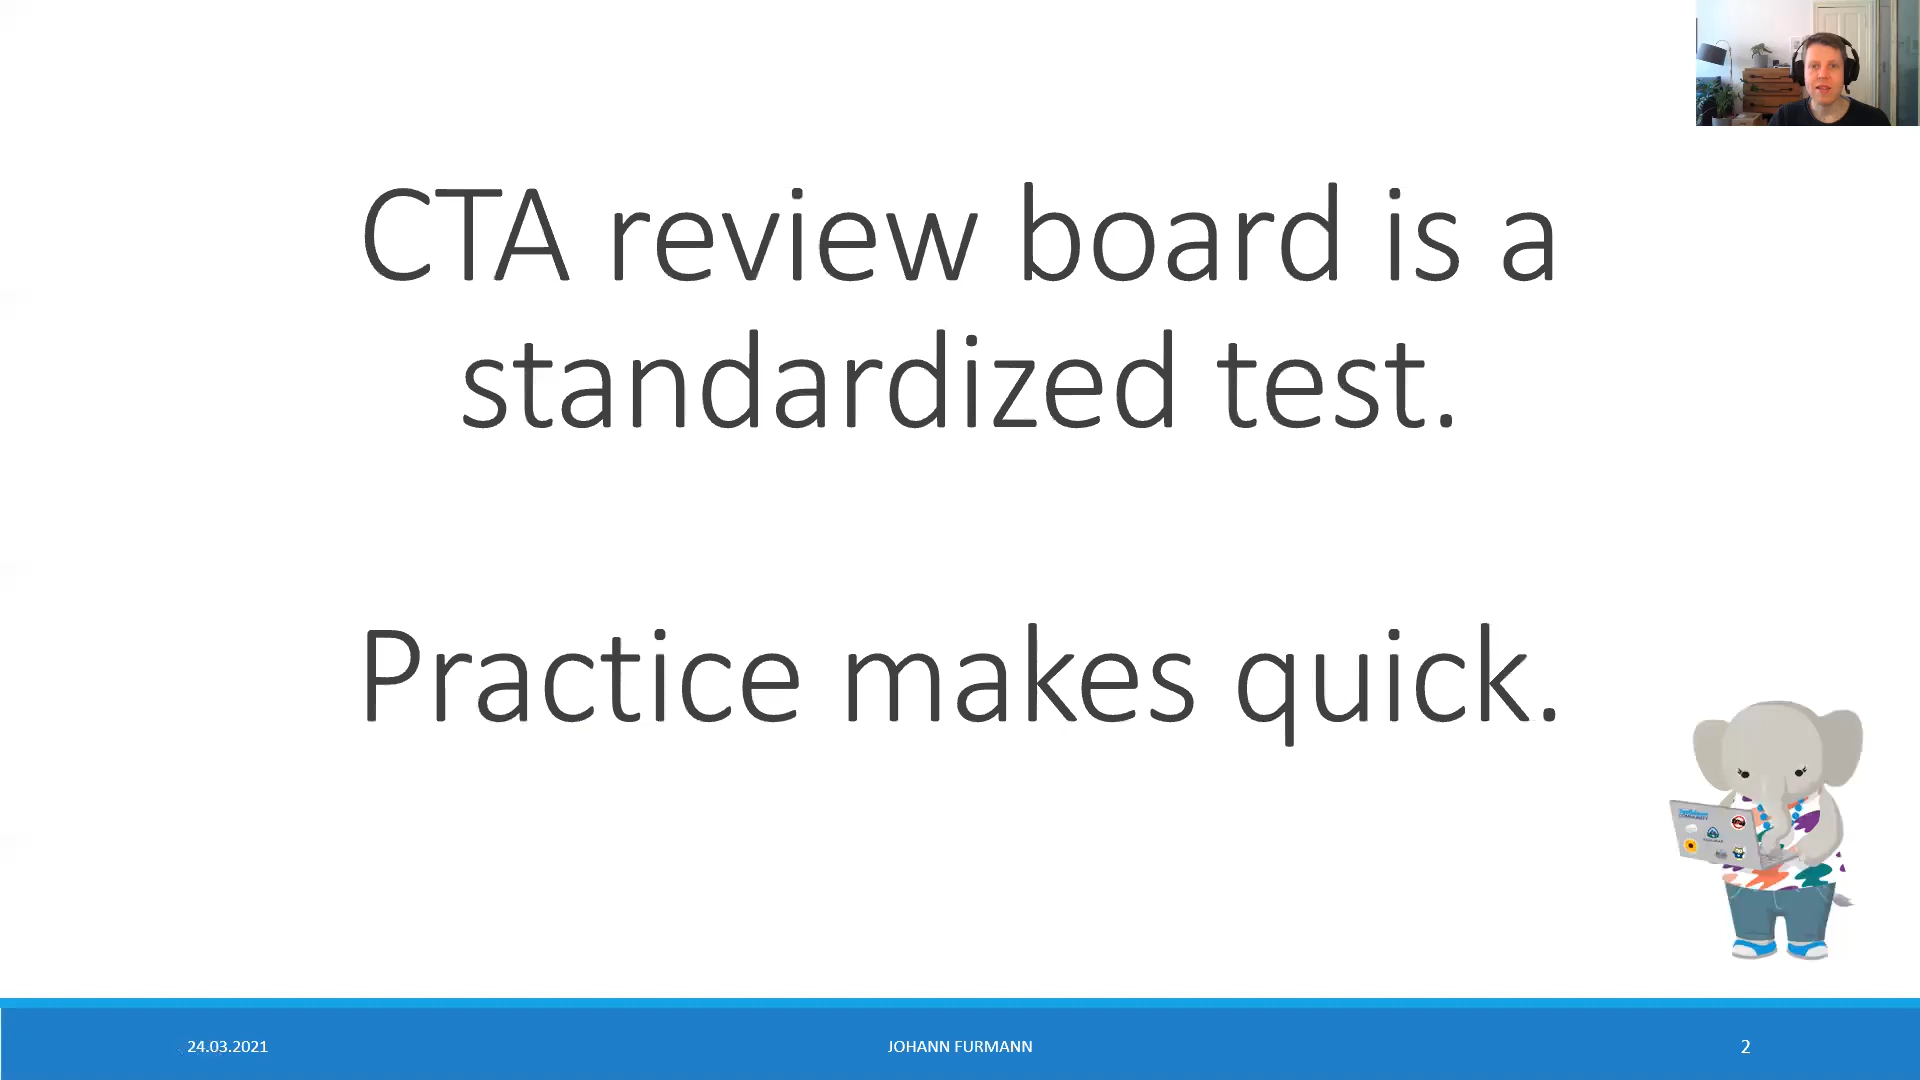 CTA review board is a
standardized test.
Practice makes quick.
24.03.2021
JOHANN FURMANN
2